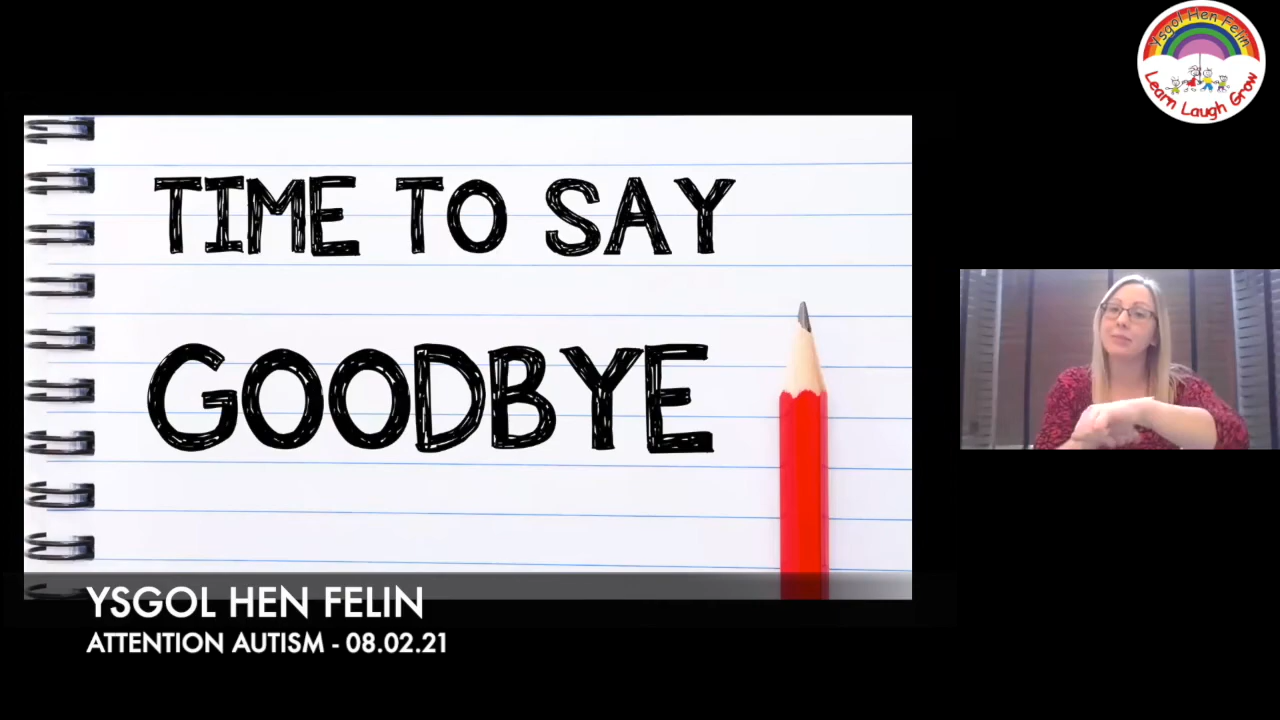 Ysgol Hen Felin
Learn Laugh Grow
TIME TO SAY
GOODBYE
YSGOL HEN FELIN
ATTENTION AUTISM - 08.02.21